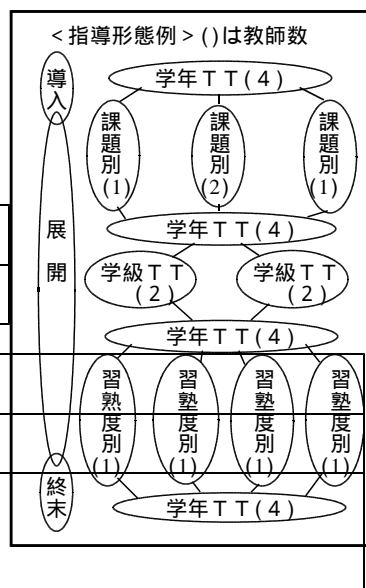 <指導形態例>()は教師数
導入
学年TT(4)
課題別(1)
課題別(2)
課題別(1)
展開
学年TT(4)
学級TT(2)
学級TT(2)
学年TT(4)
習熟度別(1)
習塾度別(1)
習塾度別(1)
習塾度別(1)
終末
学年TT(4)